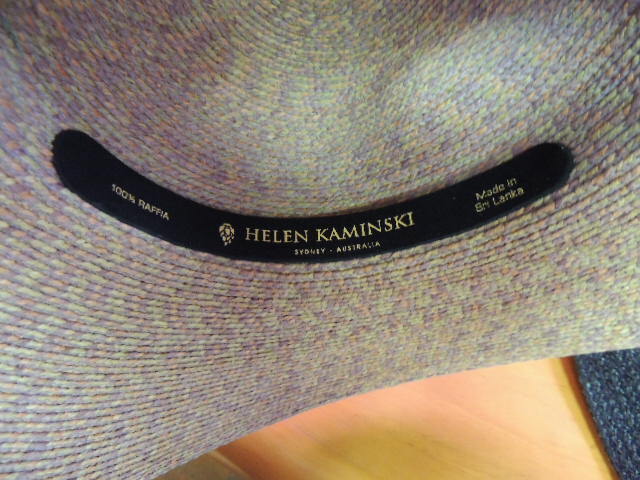 100% RAFFIA
HELEN KAMINSKI
SYDNEY - AUSTRALIA
Made in
Sri Lanka